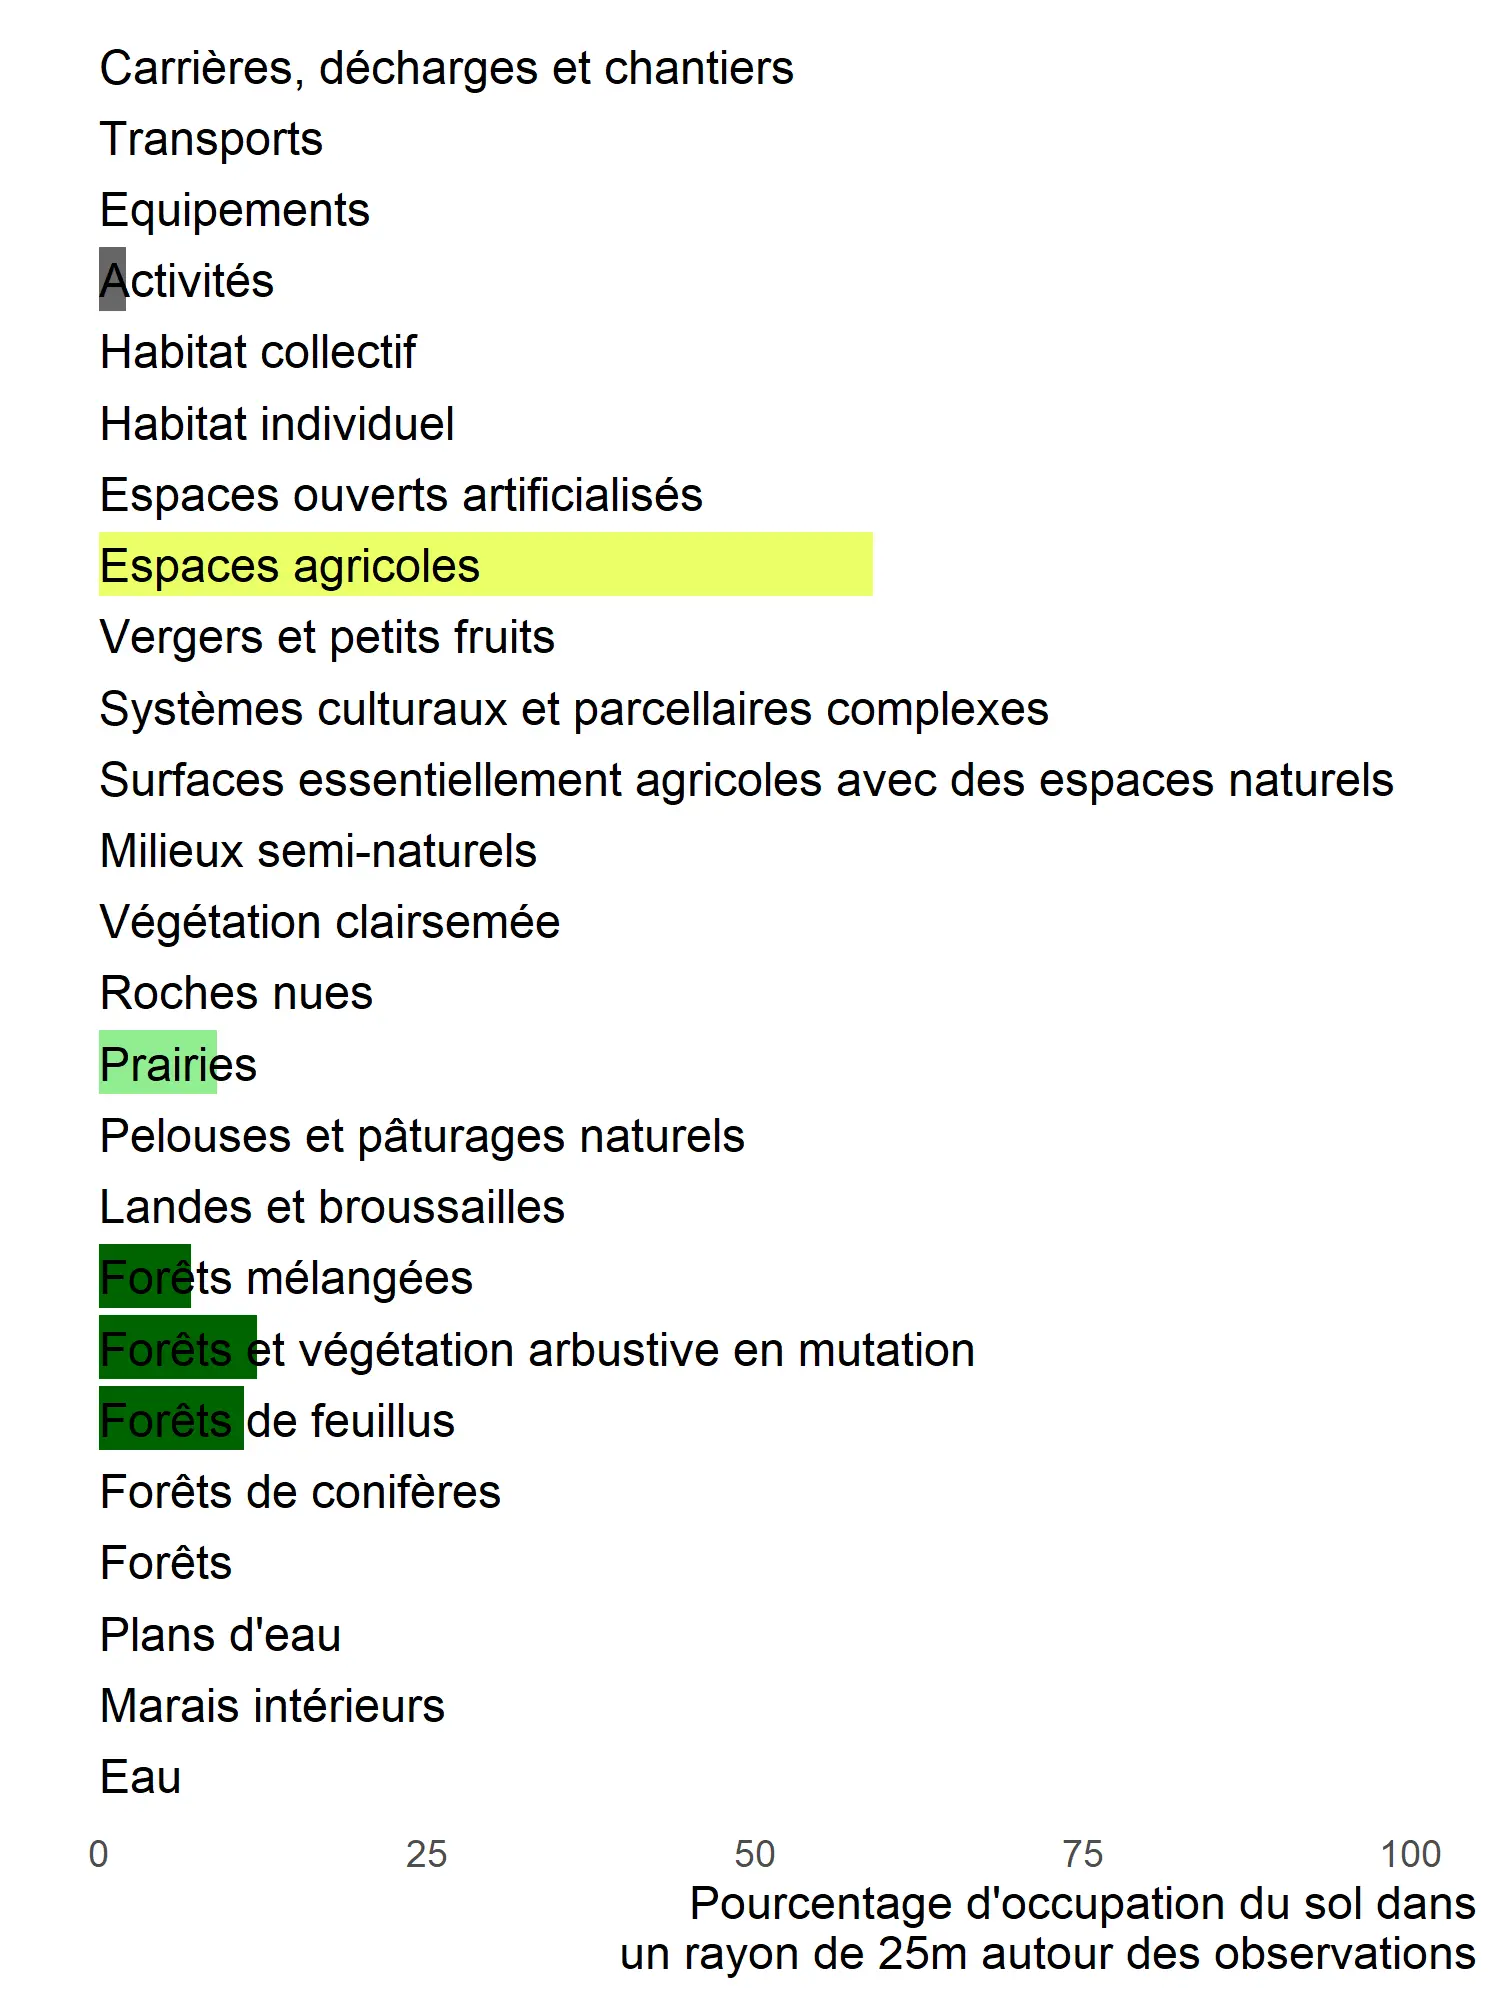 Carrières, décharges et chantiers
Transports
Equipements
Activités
Habitat collectif
Habitat individuel
Espaces ouverts artificialisés
Espaces agricoles
Vergers et petits fruits
Systèmes culturaux et parcellaires complexes
Surfaces essentiellement agricoles avec des espaces naturels
Milieux semi-naturels
Végétation clairsemée
Roches nues
Prairies
Pelouses et pâturages naturels
Landes et broussailles
Forêts mélangées
Forêts et végétation arbustive en mutation
Forêts de feuillus
Forêts de conifères
Forêts
Plans d'eau
Marais intérieurs
Eau
0 25 50 75 100
Pourcentage d'occupation du sol dans
un rayon de 25m autour des observations